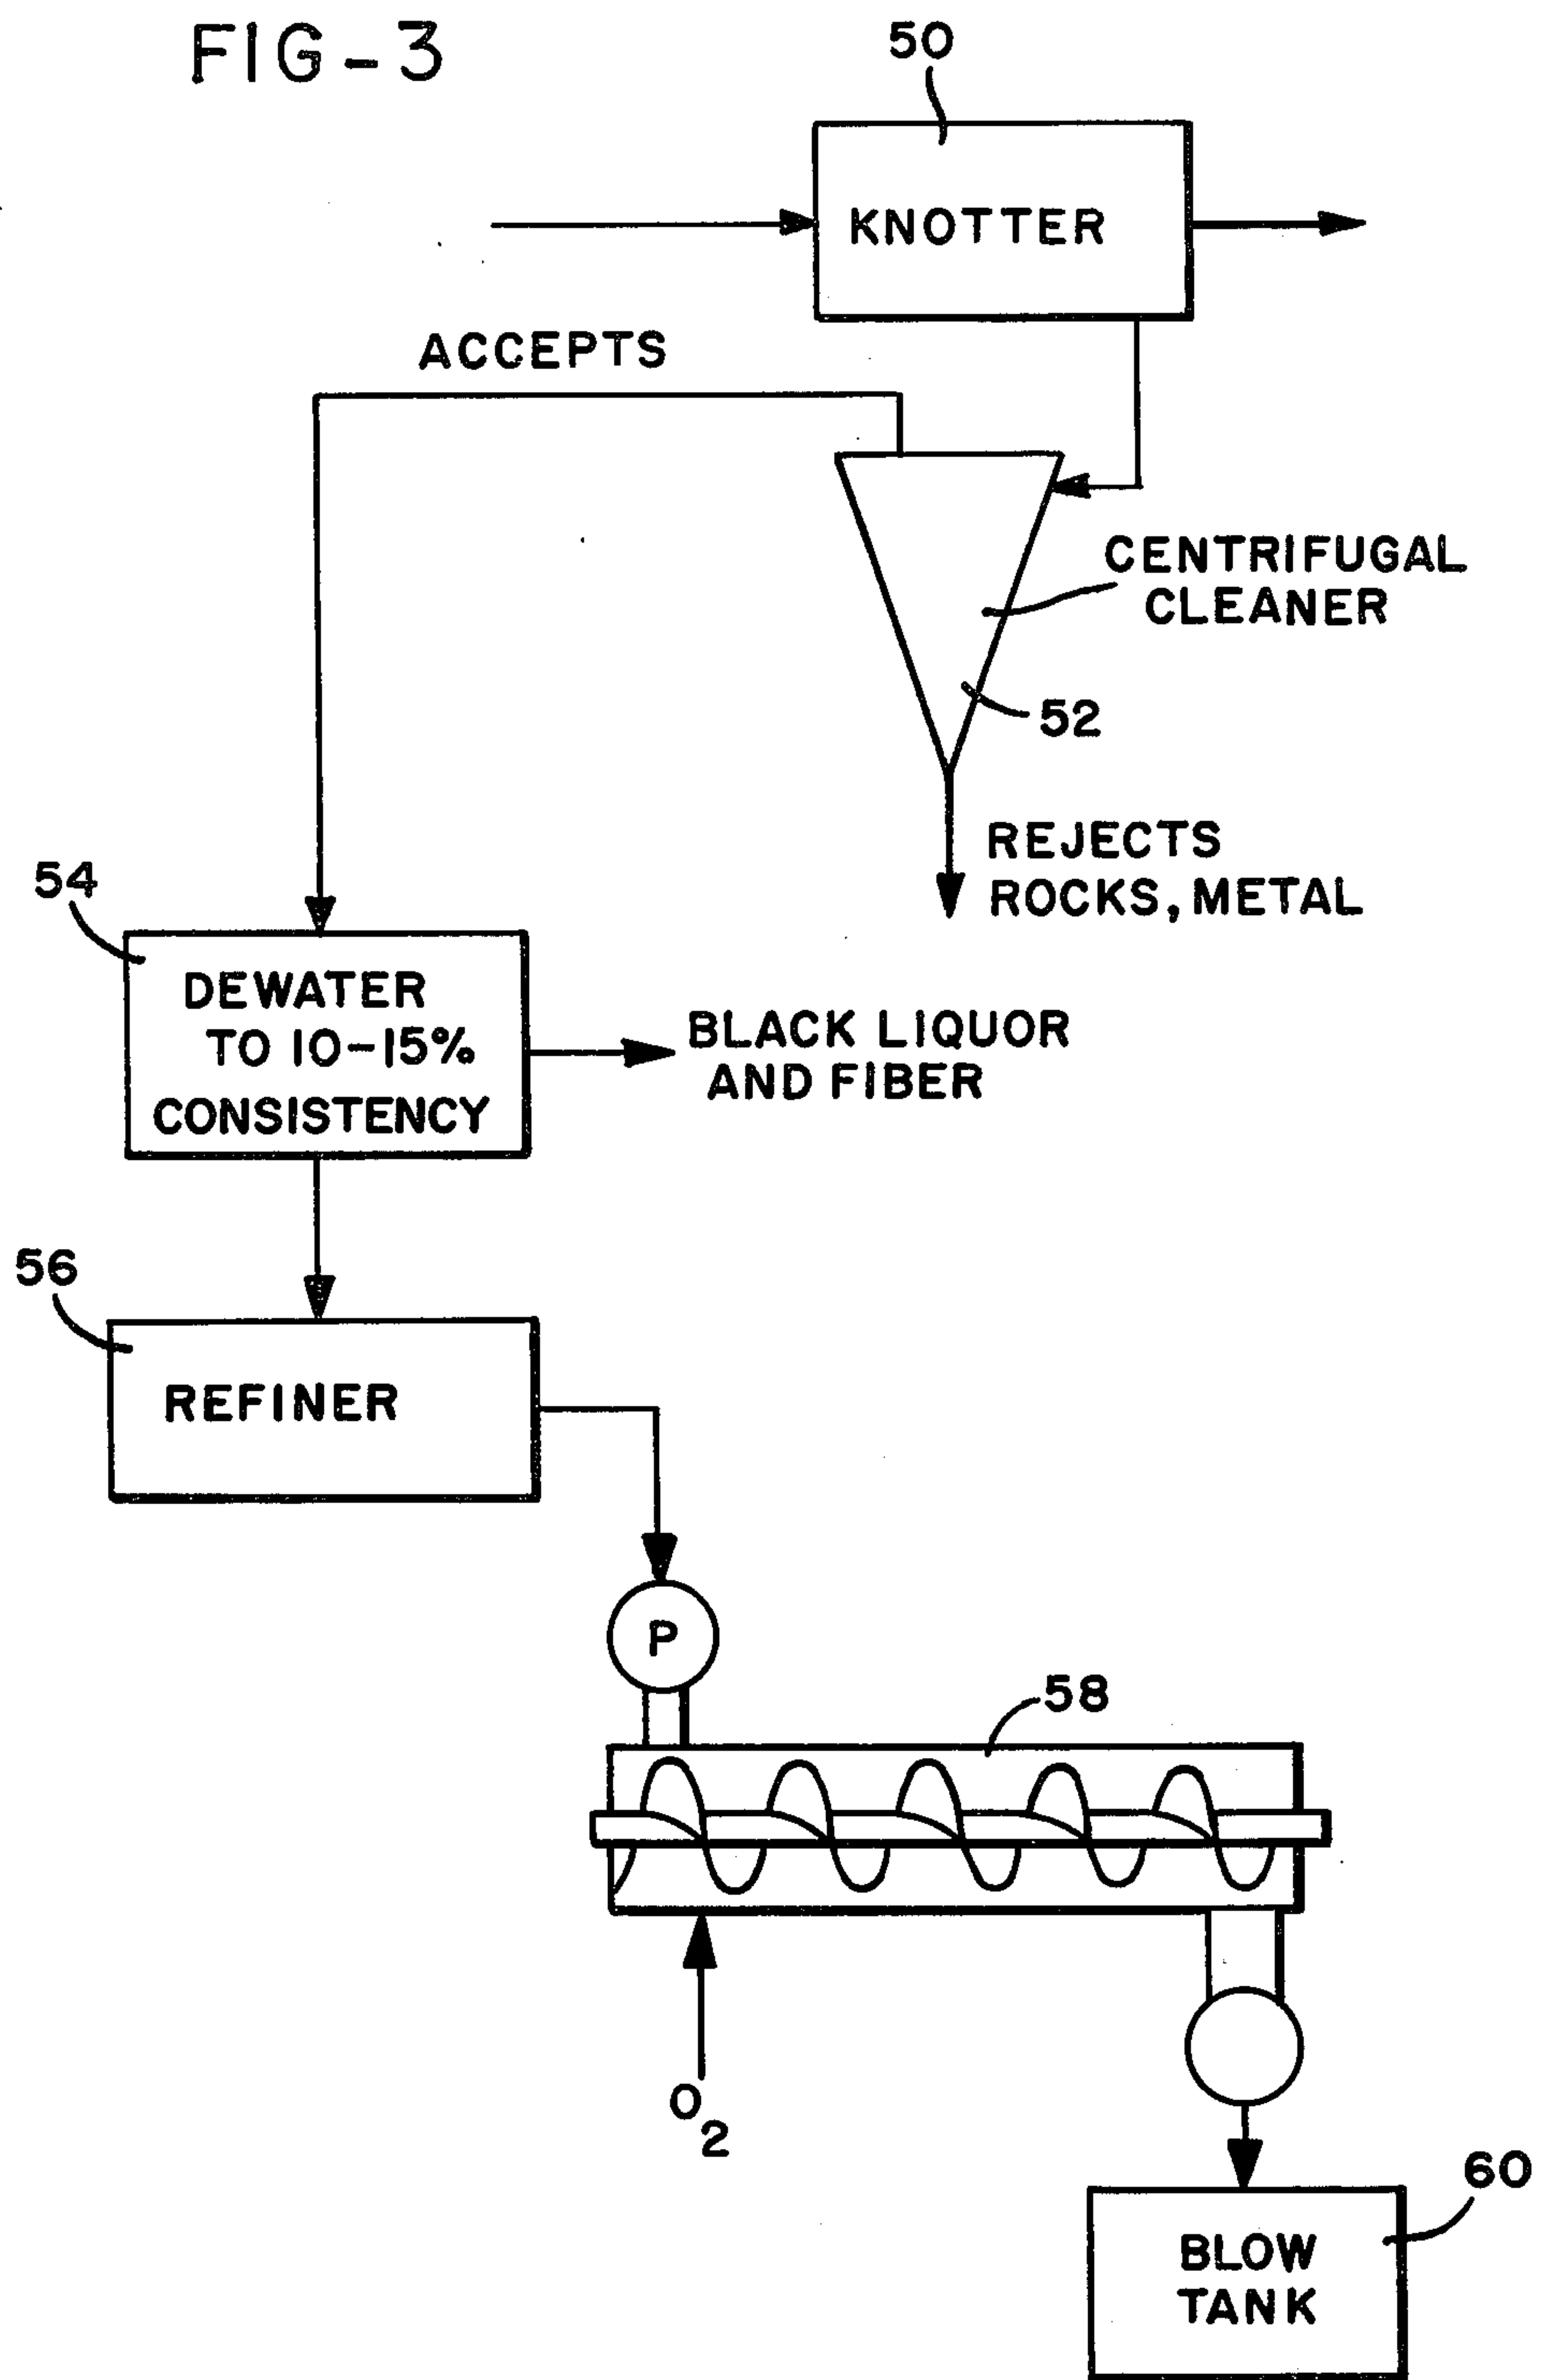 FIG-3
50
KNOTTER
ACCEPTS
CENTRIFUGAL
CLEANER
52
REJECTS
ROCKS, METAL
54
DEWATER
TO 10-15%
CONSISTENCY
BLACK LIQUOR
AND FIBER
56
REFINER
P
58
O2
60
BLOW
TANK